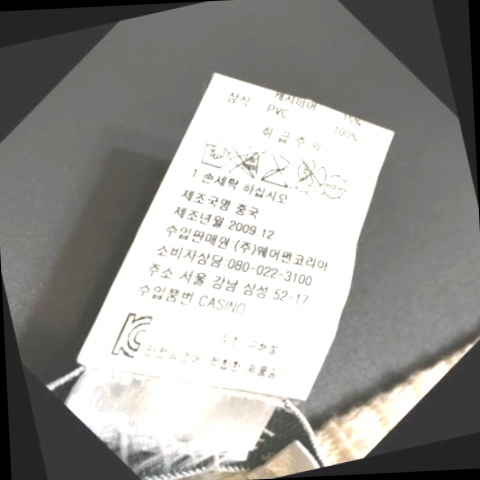 캐시미어 15%
장식 PVC 100%
취급주의
1 손세탁 하십시오
제조국명 중국
제조년월 2009 12
수입판매원 (주)웨어펀코리아
소비자상담 080-022-3100
주소 서울 강남 삼성 52-17
수입품번 CASINO